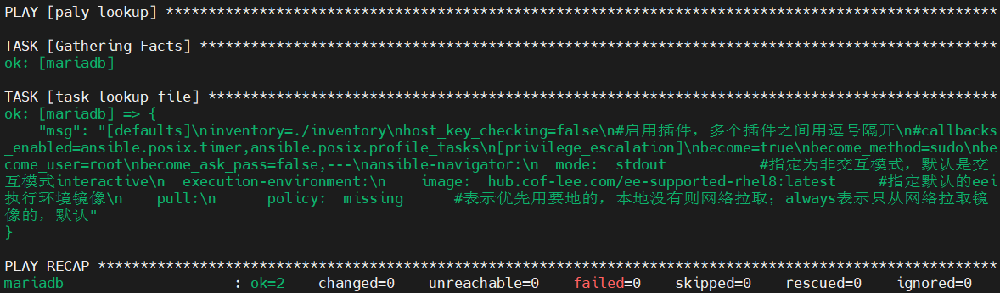 PLAY [paly lookup] **************************************************************************************************
TASK [Gathering Facts] **********************************************************************************************
ok: [mariadb]
TASK [task lookup file] *********************************************************************************************
ok: [mariadb] => {
    "msg": "[defaults]\ninventory=./inventory\nhost_key_checking=false\n#启用插件，多个插件之间用逗号隔开\n#callbacks
_enabled=ansible.posix.timer,ansible.posix.profile_tasks\n[privilege_escalation]\nbecome=true\nbecome_method=sudo\nbe
come_user=root\nbecome_ask_pass=false,---\nansible-navigator:\n  mode:  stdout           #指定为非交互模式，默认是交
互模式interactive\n  execution-environment:\n    image:  hub.cof-lee.com/ee-supported-rhel8:latest     #指定默认的eei
执行环境镜像\n    pull:\n      policy:  missing      #表示优先用要地的，本地没有则网络拉取；always表示只从网络拉取镜
像的，默认"
}
PLAY RECAP **********************************************************************************************************
mariadb                    : ok=2    changed=0    unreachable=0    failed=0    skipped=0    rescued=0    ignored=0